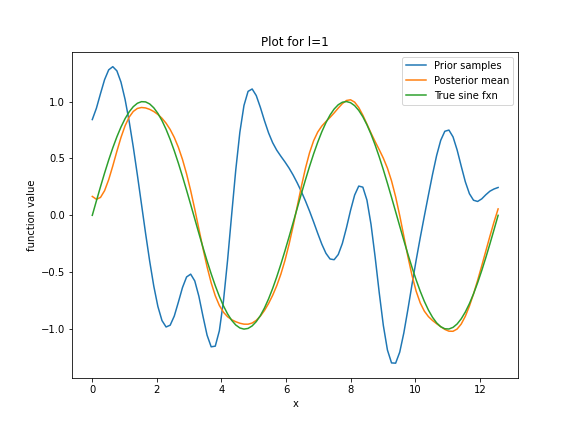 Plot for l=1
Prior samples
Posterior mean
True sine fxn
function value
1.0
0.5
0.0
−0.5
−1.0
0 2 4 6 8 10 12
x